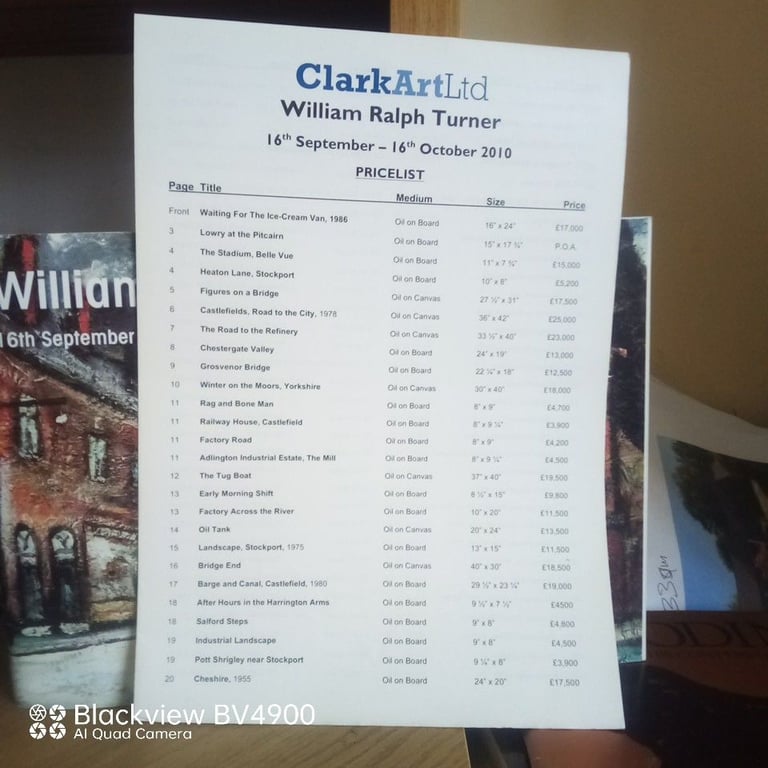 ClarkArtLtd
William Ralph Turner
16th September – 16th October 2010
PRICELIST
Page Title Medium Size Price
Front Waiting For The Ice-Cream Van, 1986 Oil on Board 16" x 24" £17,000
3 Lowry at the Pitcairn Oil on Board 15" x 17 ¾" P.O.A.
4 The Stadium, Belle Vue Oil on Board 11" x 7 ¾" £15,000
4 Heaton Lane, Stockport Oil on Board 10" x 8" £5,200
5 Figures on a Bridge Oil on Canvas 27 ½" x 31" £17,500
6 Castlefields, Road to the City, 1978 Oil on Canvas 36" x 42" £25,000
7 The Road to the Refinery Oil on Canvas 33 ½" x 40" £23,000
8 Chestergate Valley Oil on Board 24" x 19" £13,000
9 Grosvenor Bridge Oil on Board 22 ¼" x 18" £12,500
10 Winter on the Moors, Yorkshire Oil on Canvas 30" x 40" £18,000
11 Rag and Bone Man Oil on Board 8" x 9" £4,700
11 Railway House, Castlefield Oil on Board 8" x 9 ¼" £3,900
11 Factory Road Oil on Board 8" x 9" £4,200
11 Adlington Industrial Estate, The Mill Oil on Board 8" x 9 ¼" £4,500
12 The Tug Boat Oil on Canvas 37" x 40" £19,500
13 Early Morning Shift Oil on Board 8 ½" x 15" £9,800
13 Factory Across the River Oil on Board 10" x 20" £11,500
14 Oil Tank Oil on Canvas 20" x 24" £13,500
15 Landscape, Stockport, 1975 Oil on Board 13" x 15" £11,500
16 Bridge End Oil on Canvas 40" x 30" £18,500
17 Barge and Canal, Castlefield, 1980 Oil on Board 29 ½" x 23 ¼" £19,000
18 After Hours in the Harrington Arms Oil on Board 9 ½" x 7 ½" £4500
18 Salford Steps Oil on Board 9" x 8" £4,800
19 Industrial Landscape Oil on Board 9" x 8" £4,500
19 Pott Shrigley near Stockport Oil on Board 9 ¼" x 8" £3,900
20 Cheshire, 1955 Oil on Board 24" x 20" £17,500
William
16th September
Blackview BV4900
AI Quad Camera